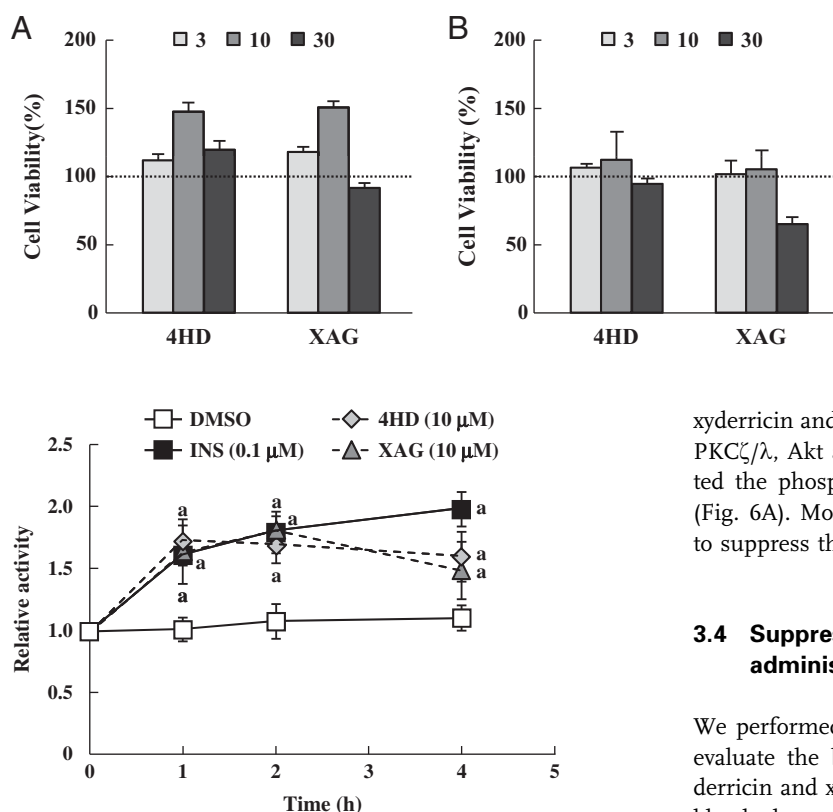 A
200
150
100
50
0
Cell Viability(%)
3 10 30
4HD XAG
B
200
150
100
50
0
Cell Viability (%)
3 10 30
4HD XAG
DMSO 4HD (10 μM)
INS (0.1 μM) XAG (10 μM)
2.5
2.0
1.5
1.0
0.5
0
Relative activity
a a a
a a
a a
a a
0 1 2 3 4 5
Time (h)
xyderricin and
PKCζ/λ, Akt
ted the phosp
(Fig. 6A). Mo
to suppress th
3.4 Suppres
adminis
We performed
evaluate the
derricin and x